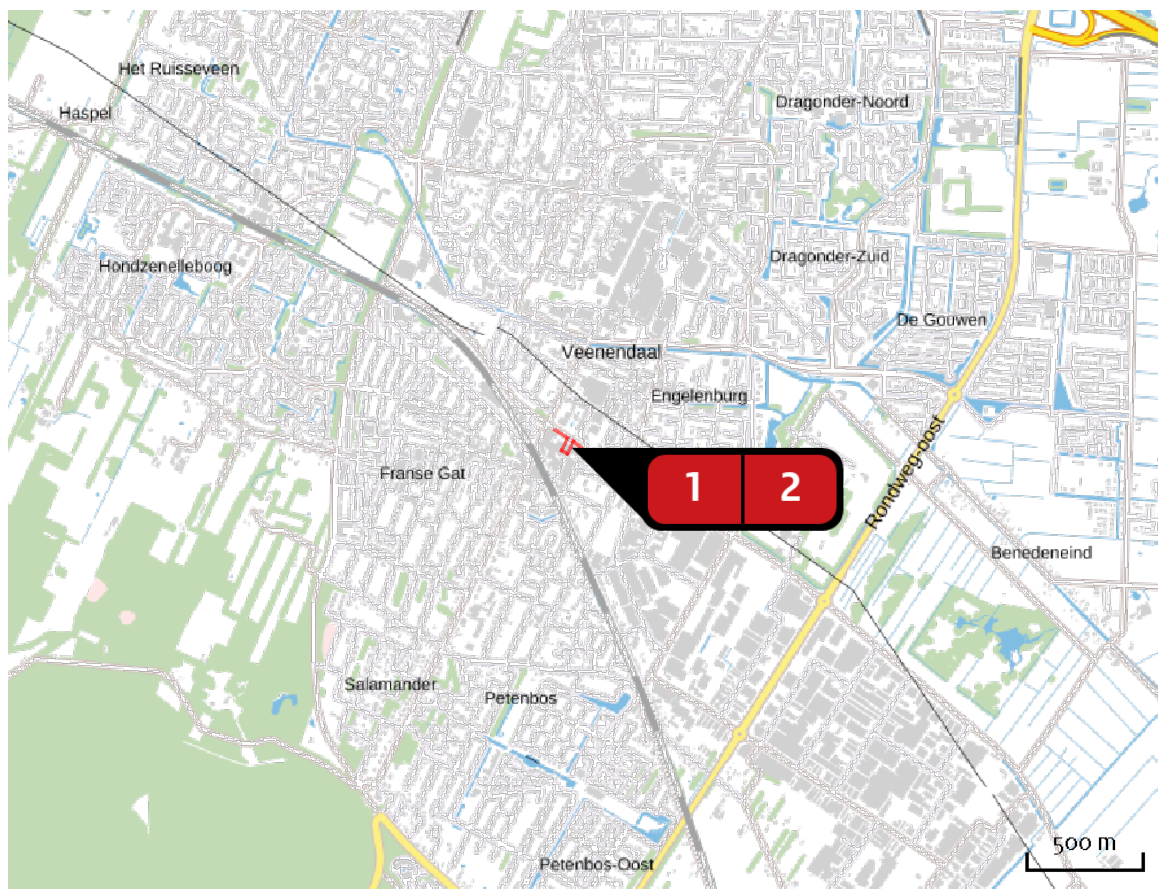 Het Ruisseveen
Haspel
Dragonder-Noord
Hondzenelleboog
Dragonder-Zuid
De Gouwen
Veenendaal
Engelenburg
Franse Gat
1 2
Rondweg-oost
Benedeneind
Salamander
Petenbos
500 m
Petenbos-Oost